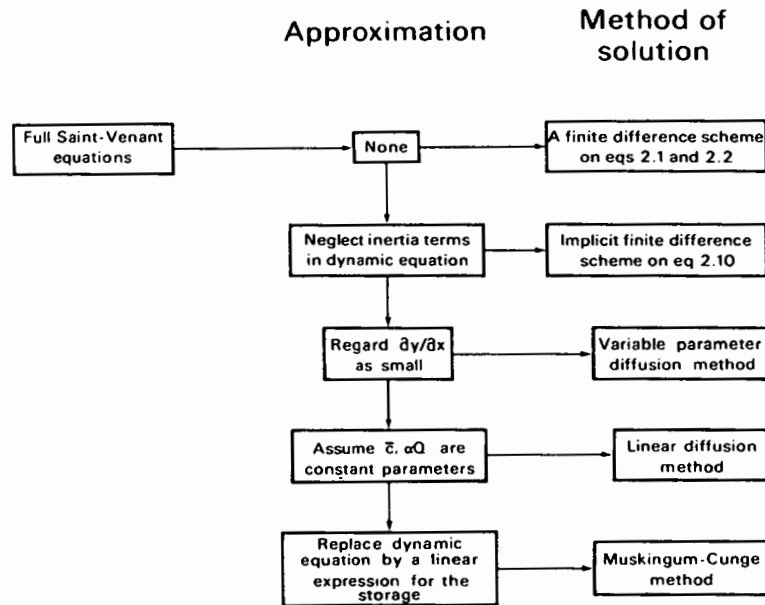 Approximation
Method of
solution
Full Saint-Venant
equations
None
A finite difference scheme
on eqs 2.1 and 2.2
Neglect inertia terms
in dynamic equation
Implicit finite difference
scheme on eq 2.10
Regard ∂y/∂x
as small
Variable parameter
diffusion method
Assume c̅, αQ are
constant parameters
Linear diffusion
method
Replace dynamic
equation by a linear
expression for the
storage
Muskingum-Cunge
method